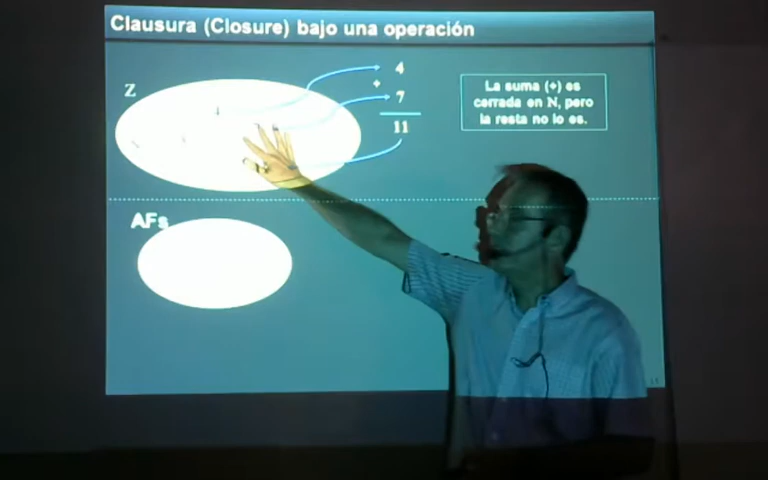 Clausura (Closure) bajo una operación
Z
4
+
7
11
La suma (+) es
cerrada en N, pero
la resta no lo es.
AFs